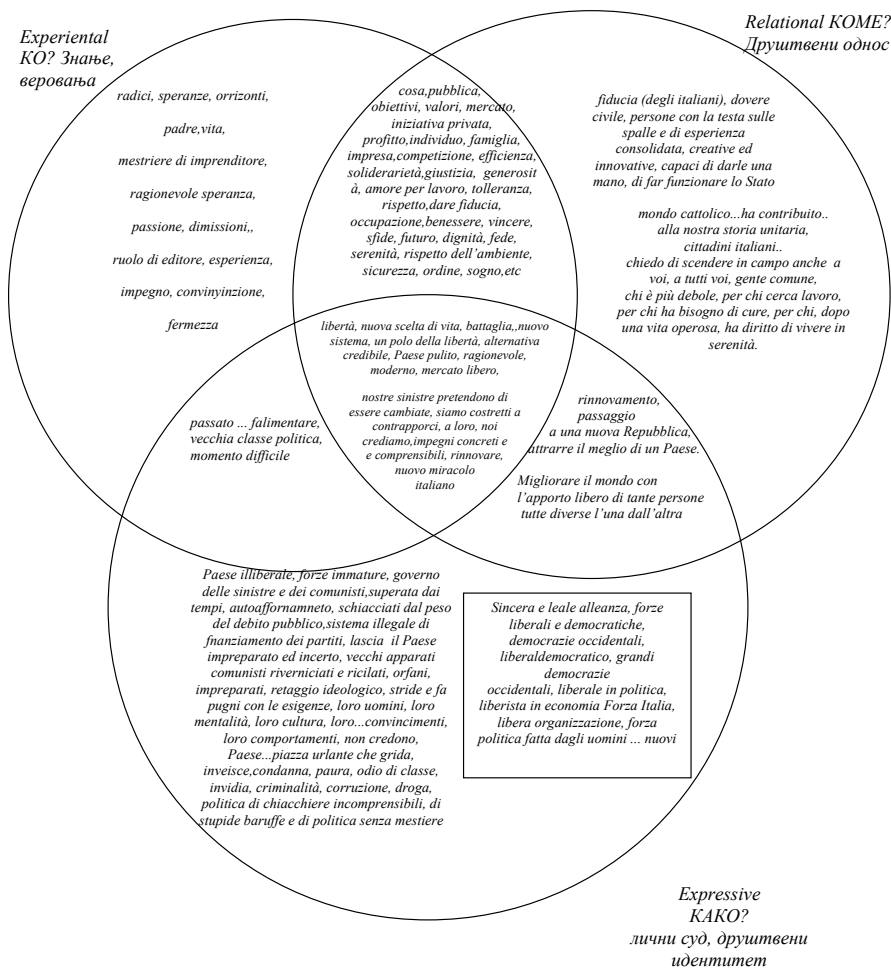 Experiental
КО? Знање,
веровања
Relational КОМЕ?
Друштвени однос
radici, speranze, orrizonti,
padre,vita,
mestriere di imprenditore,
ragionevole speranza,
passione, dimissioni,,
ruolo di editore, esperienza,
impegno, convinyinzione,
fermezza
cosa,pubblica,
obiettivi, valori, mercato,
iniziativa privata,
profitto,individuo, famiglia,
impresa,competizione, efficienza,
soliderarietà,giustizia, generosit
à, amore per lavoro, tolleranza,
rispetto,dare fiducia,
occupazione,benessere, vincere,
sfide, futuro, dignità, fede,
serenità, rispetto dell’ambiente,
sicurezza, ordine, sogno,etc
fiducia (degli italiani), dovere
civile, persone con la testa sulle
spalle e di esperienza
consolidata, creative ed
innovative, capaci di darle una
mano, di far funzionare lo Stato
mondo cattolico...ha contribuito..
alla nostra storia unitaria,
cittadini italiani..
chiedo di scendere in campo anche a
voi, a tutti voi, gente comune,
chi è più debole, per chi cerca lavoro,
per chi ha bisogno di cure, per chi, dopo
una vita operosa, ha diritto di vivere in
serenità.
libertà, nuova scelta di vita, battaglia,,nuovo
sistema, un polo della libertà, alternativa
credibile, Paese pulito, ragionevole,
moderno, mercato libero,
nostre sinistre pretendono di
essere cambiate, siamo costretti a
contrapporci, a loro, noi
crediamo,impegni concreti e
e comprensibili, rinnovare,
nuovo miracolo
italiano
passato ... falimentare,
vecchia classe politica,
momento difficile
rinnovamento,
passaggio
a una nuova Repubblica,
attrarre il meglio di un Paese.
Migliorare il mondo con
l’apporto libero di tante persone
tutte diverse l’una dall’altra
Paese illiberale, forze immature, governo
delle sinistre e dei comunisti,superata dai
tempi, autoaffornamneto, schiacciati dal peso
del debito pubblico,sistema illegale di
fnanziamento dei partiti, lascia il Paese
impreparato ed incerto, vecchi apparati
comunisti riverniciati e ricilati, orfani,
impreparati, retaggio ideologico, stride e fa
pugni con le esigenze, loro uomini, loro
mentalità, loro cultura, loro...convincimenti,
loro comportamenti, non credono,
Paese...piazza urlante che grida,
inveisce,condanna, paura, odio di classe,
invidia, criminalità, corruzione, droga,
politica di chiacchiere incomprensibili, di
stupide baruffe e di politica senza mestiere
Sincera e leale alleanza, forze
liberali e democratiche,
democrazie occidentali,
liberaldemocratico, grandi
democrazie
occidentali, liberale in politica,
liberista in economia Forza Italia,
libera organizzazione, forza
politica fatta dagli uomini ... nuovi
Expressive
КАКО?
лични суд, друштвени
идентитет